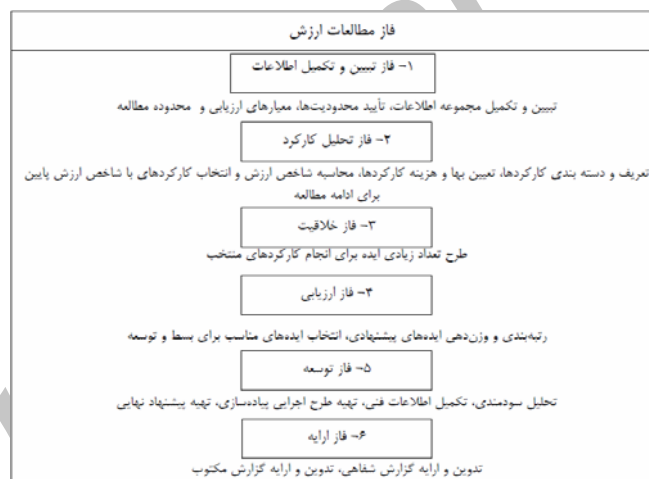 فاز مطالعات ارزش
۱- فاز تبیین و تکمیل اطلاعات
تبیین و تکمیل مجموعه اطلاعات، تأیید محدودیت‌ها، معیارهای ارزیابی و محدوده مطالعه
۲- فاز تحلیل کارکرد
تعریف و دسته بندی کارکردها، تعیین بها و هزینه کارکردها، محاسبه شاخص ارزش و انتخاب کارکردهای با شاخص ارزش پایین
برای ادامه مطالعه
۳- فاز خلاقیت
طرح تعداد زیادی ایده برای انجام کارکردهای منتخب
۴- فاز ارزیابی
رتبه‌بندی و وزن‌دهی ایده‌های پیشنهادی، انتخاب ایده‌های مناسب برای بسط و توسعه
۵- فاز توسعه
تحلیل سودمندی، تکمیل اطلاعات فنی، تهیه طرح اجرایی پیاده‌سازی، تهیه پیشنهاد نهایی
۶- فاز ارایه
تدوین و ارایه گزارش شفاهی، تدوین و ارایه گزارش مکتوب